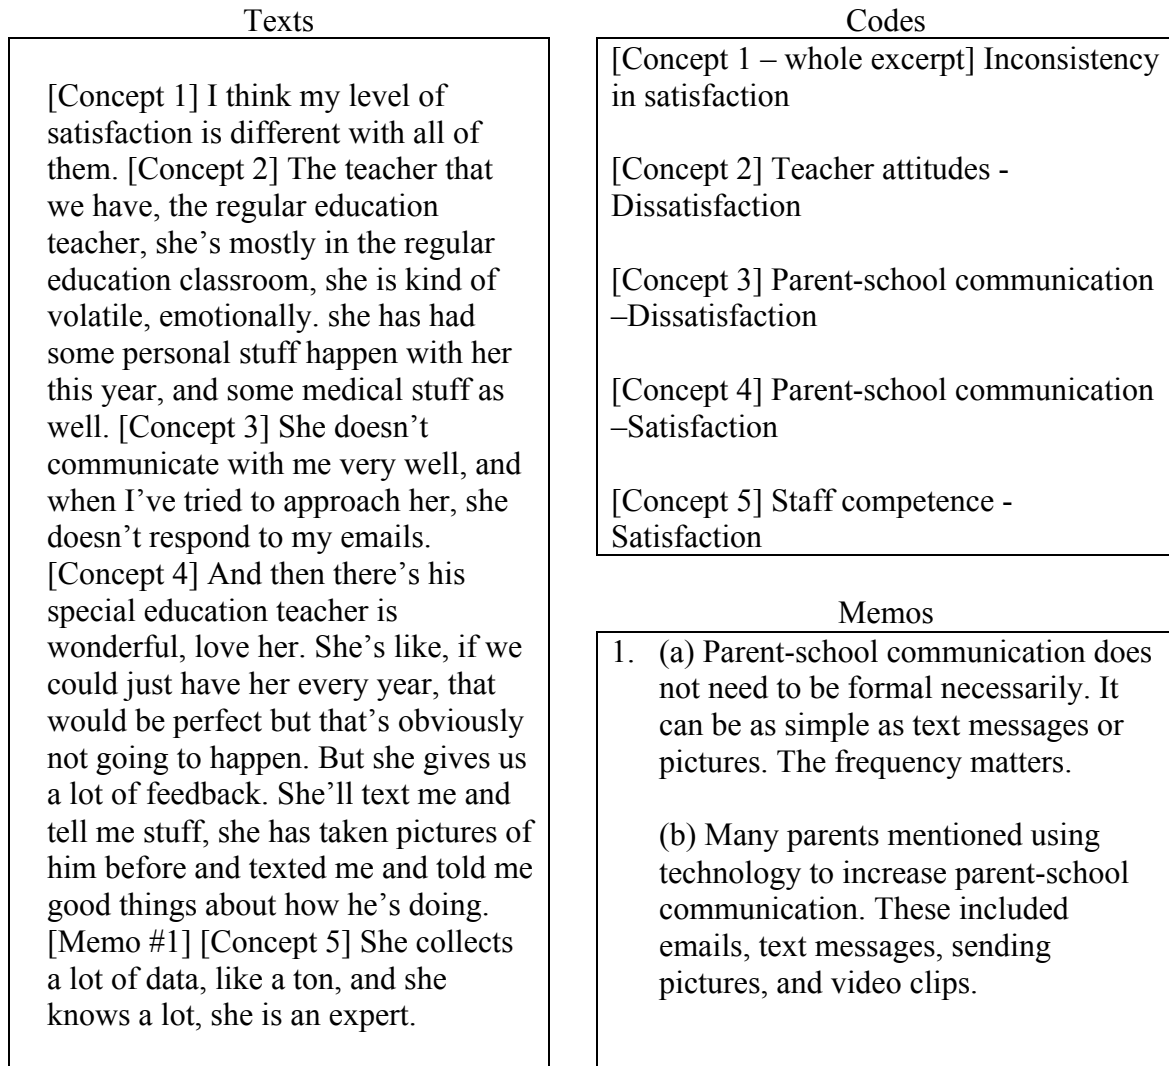 Texts
[Concept 1] I think my level of
satisfaction is different with all of
them. [Concept 2] The teacher that
we have, the regular education
teacher, she’s mostly in the regular
education classroom, she is kind of
volatile, emotionally. she has had
some personal stuff happen with her
this year, and some medical stuff as
well. [Concept 3] She doesn’t
communicate with me very well, and
when I’ve tried to approach her, she
doesn’t respond to my emails.
[Concept 4] And then there’s his
special education teacher is
wonderful, love her. She’s like, if we
could just have her every year, that
would be perfect but that’s obviously
not going to happen. But she gives us
a lot of feedback. She’ll text me and
tell me stuff, she has taken pictures of
him before and texted me and told me
good things about how he’s doing.
[Memo #1] [Concept 5] She collects
a lot of data, like a ton, and she
knows a lot, she is an expert.
Codes
[Concept 1 – whole excerpt] Inconsistency
in satisfaction
[Concept 2] Teacher attitudes -
Dissatisfaction
[Concept 3] Parent-school communication
–Dissatisfaction
[Concept 4] Parent-school communication
–Satisfaction
[Concept 5] Staff competence -
Satisfaction
Memos
1. (a) Parent-school communication does
not need to be formal necessarily. It
can be as simple as text messages or
pictures. The frequency matters.
(b) Many parents mentioned using
technology to increase parent-school
communication. These included
emails, text messages, sending
pictures, and video clips.